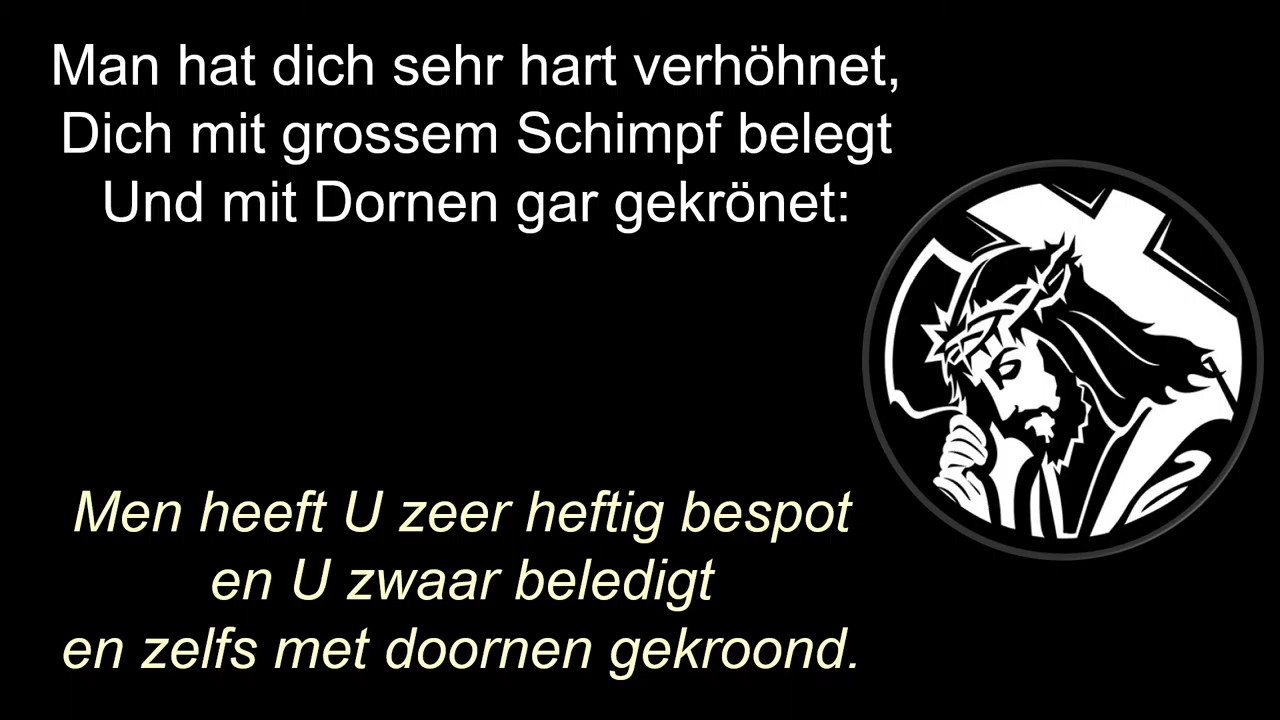 Man hat dich sehr hart verhöhnet,
Dich mit grossem Schimpf belegt
Und mit Dornen gar gekrönet:
Men heeft U zeer heftig bespot
en U zwaar beledigt
en zelfs met doornen gekroond.